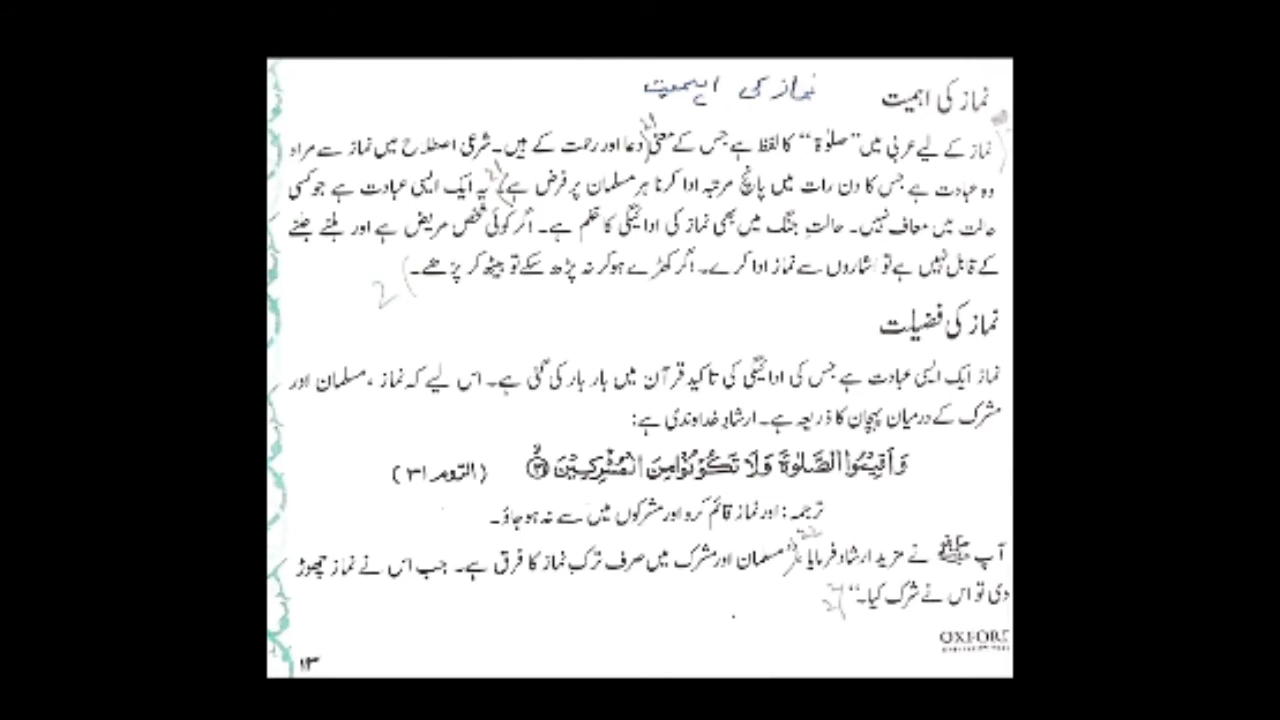 نماز کی اہمیت نماز کی اہمیت
نماز کے لیے عربی میں ”صلوٰۃ“ کا لفظ ہے جس کے معنی دعا اور رحمت کے ہیں۔ شرعی اصطلاح میں نماز سے مراد
وہ عبادت ہے جس کا دن رات میں پانچ مرتبہ ادا کرنا ہر مسلمان پر فرض ہے۔ یہ ایک ایسی عبادت ہے جو کسی
حالت میں معاف نہیں۔ حالتِ جنگ میں بھی نماز کی ادائیگی کا حکم ہے۔ اگر کوئی شخص مریض ہے اور ہلنے جلنے
کے قابل نہیں ہے تو اشاروں سے نماز ادا کرے۔ اگر کھڑے ہو کر نہ پڑھ سکے تو بیٹھ کر پڑھے۔
2
نماز کی فضیلت
نماز ایک ایسی عبادت ہے جس کی ادائیگی کی تاکید قرآن میں بار بار کی گئی ہے۔ اس لیے کہ نماز، مسلمان اور
مشرک کے درمیان پہچان کا ذریعہ ہے۔ ارشادِ خداوندی ہے:
وَاَقِيْمُوا الصَّلٰوةَ وَلَا تَكُوْنُوْا مِنَ الْمُشْرِكِيْنَ ﴿۳۱﴾ (الروم ۳۱)
ترجمہ: اور نماز قائم کرو اور مشرکوں میں سے نہ ہو جاؤ۔
آپ ﷺ نے مزید ارشاد فرمایا ”مسلمان اور مشرک میں صرف ترکِ نماز کا فرق ہے۔ جب اس نے نماز چھوڑ
دی تو اس نے شرک کیا۔“
OXFORD
۱۳